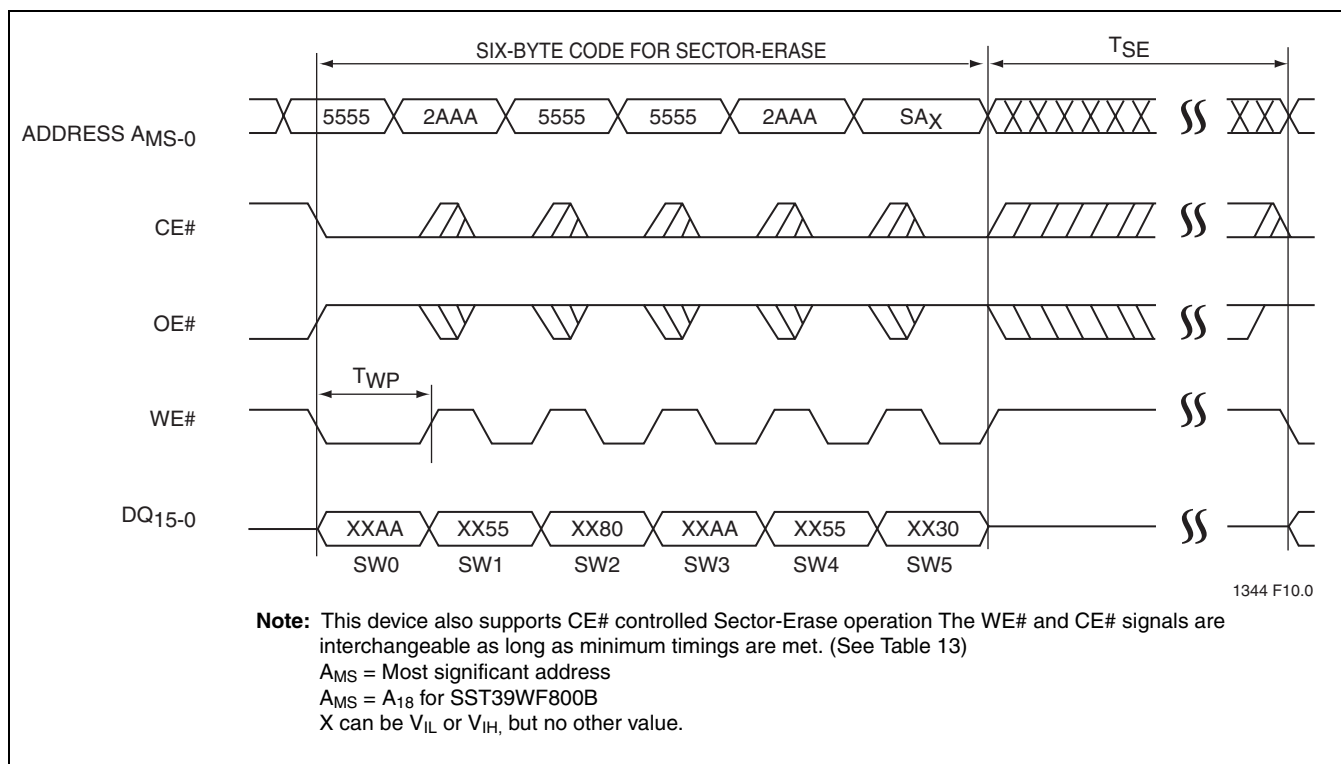 SIX-BYTE CODE FOR SECTOR-ERASE TSE
ADDRESS AMS-0 5555 2AAA 5555 5555 2AAA SAX
CE#
OE#
TWP
WE#
DQ15-0 XXAA XX55 XX80 XXAA XX55 XX30
SW0 SW1 SW2 SW3 SW4 SW5
1344 F10.0
Note: This device also supports CE# controlled Sector-Erase operation The WE# and CE# signals are
interchangeable as long as minimum timings are met. (See Table 13)
AMS = Most significant address
AMS = A18 for SST39WF800B
X can be VIL or VIH, but no other value.